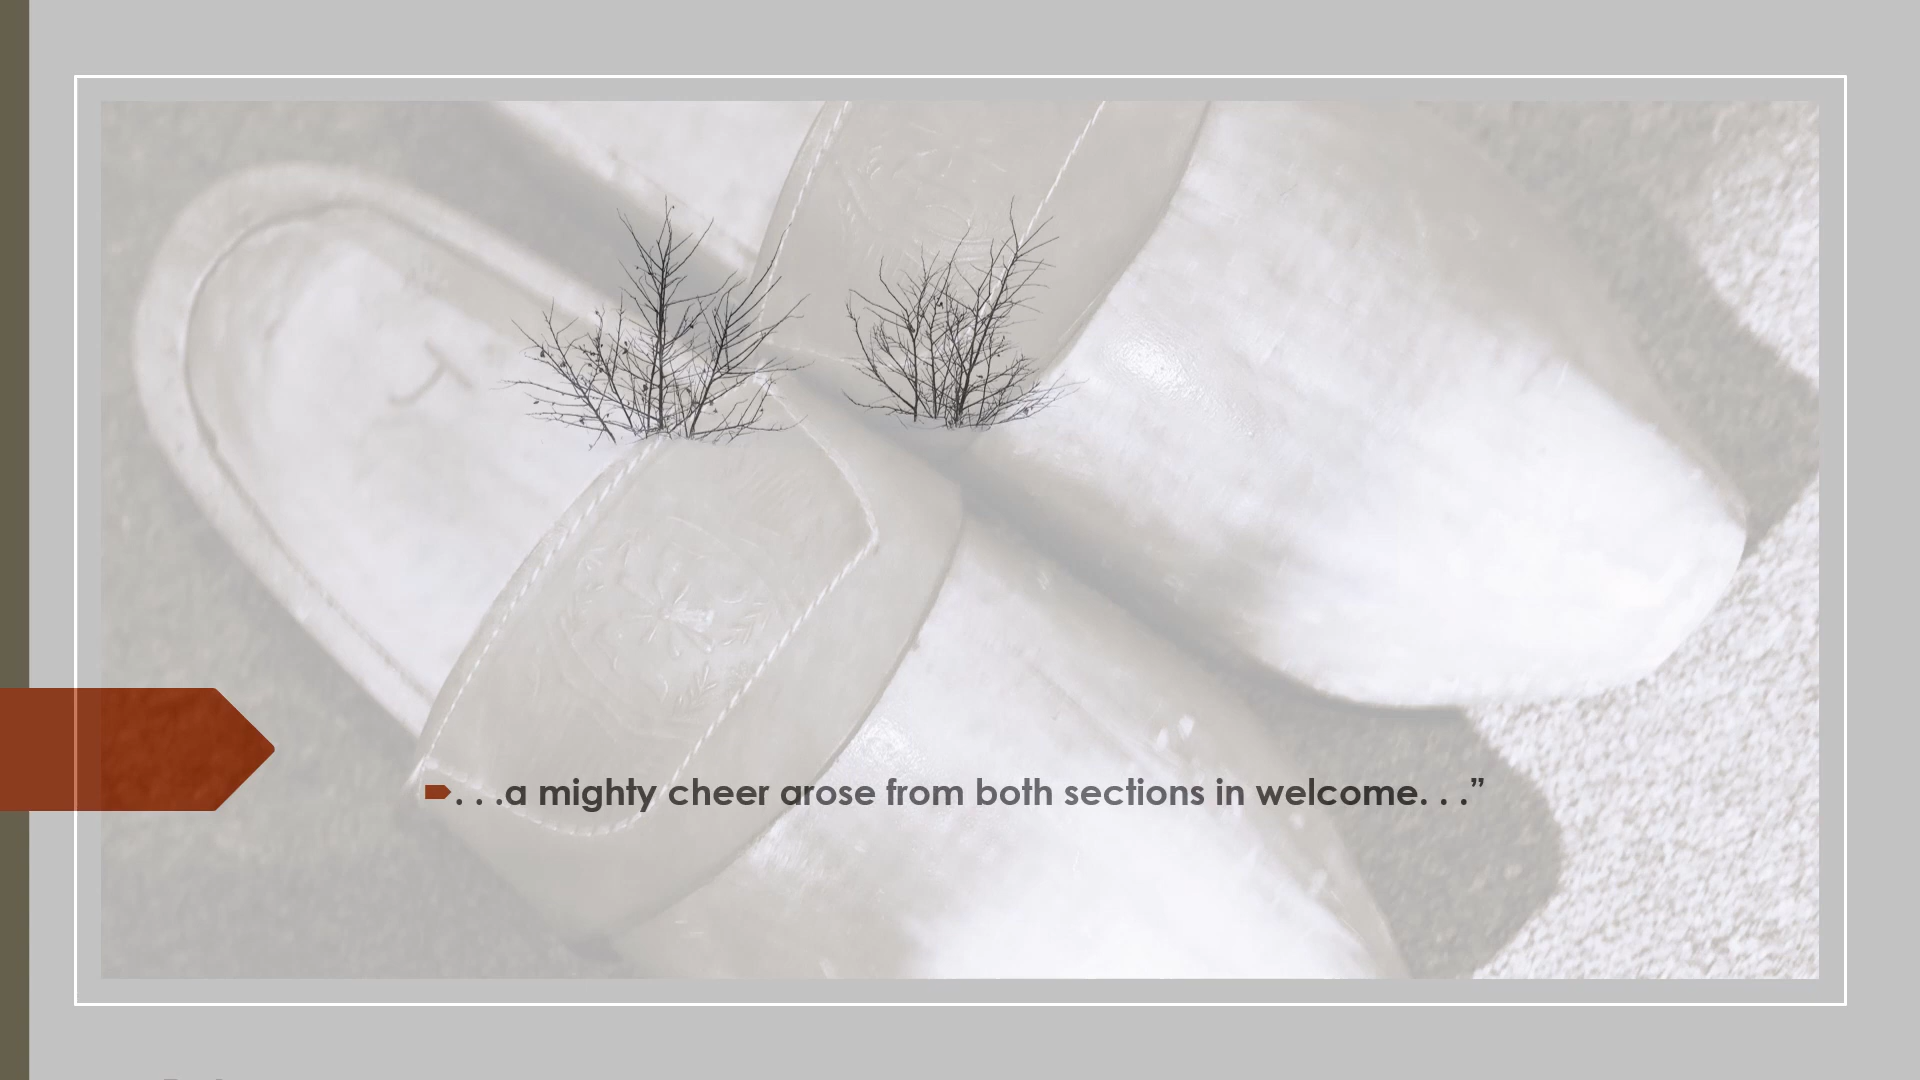 . . .a mighty cheer arose from both sections in welcome. . .”